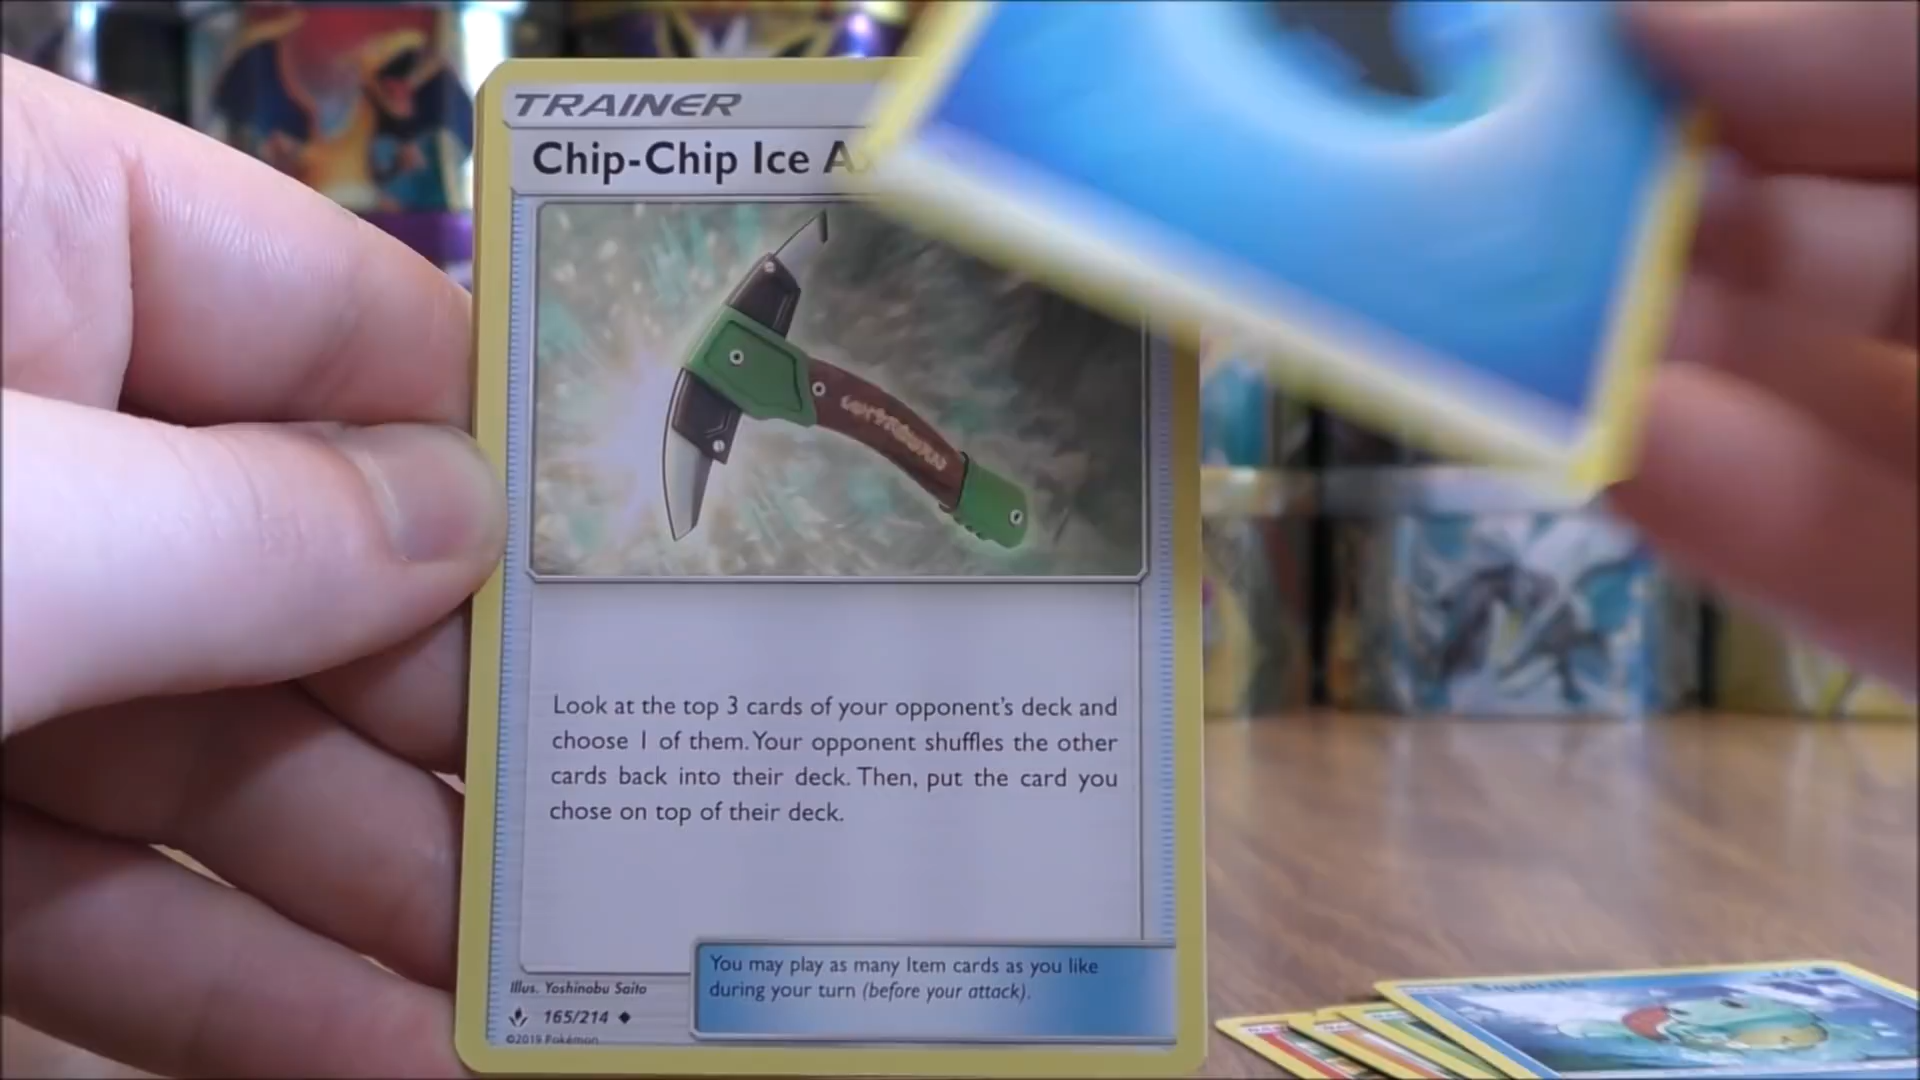 TRAINER
Chip-Chip Ice
Look at the top 3 cards of your opponent's deck and
choose 1 of them. Your opponent shuffles the other
cards back into their deck. Then, put the card you
chose on top of their deck.
You may play as many Item cards as you like
during your turn (before your attack).
Illus. Yoshinobu Saito
165/214
©2019 Pokémon